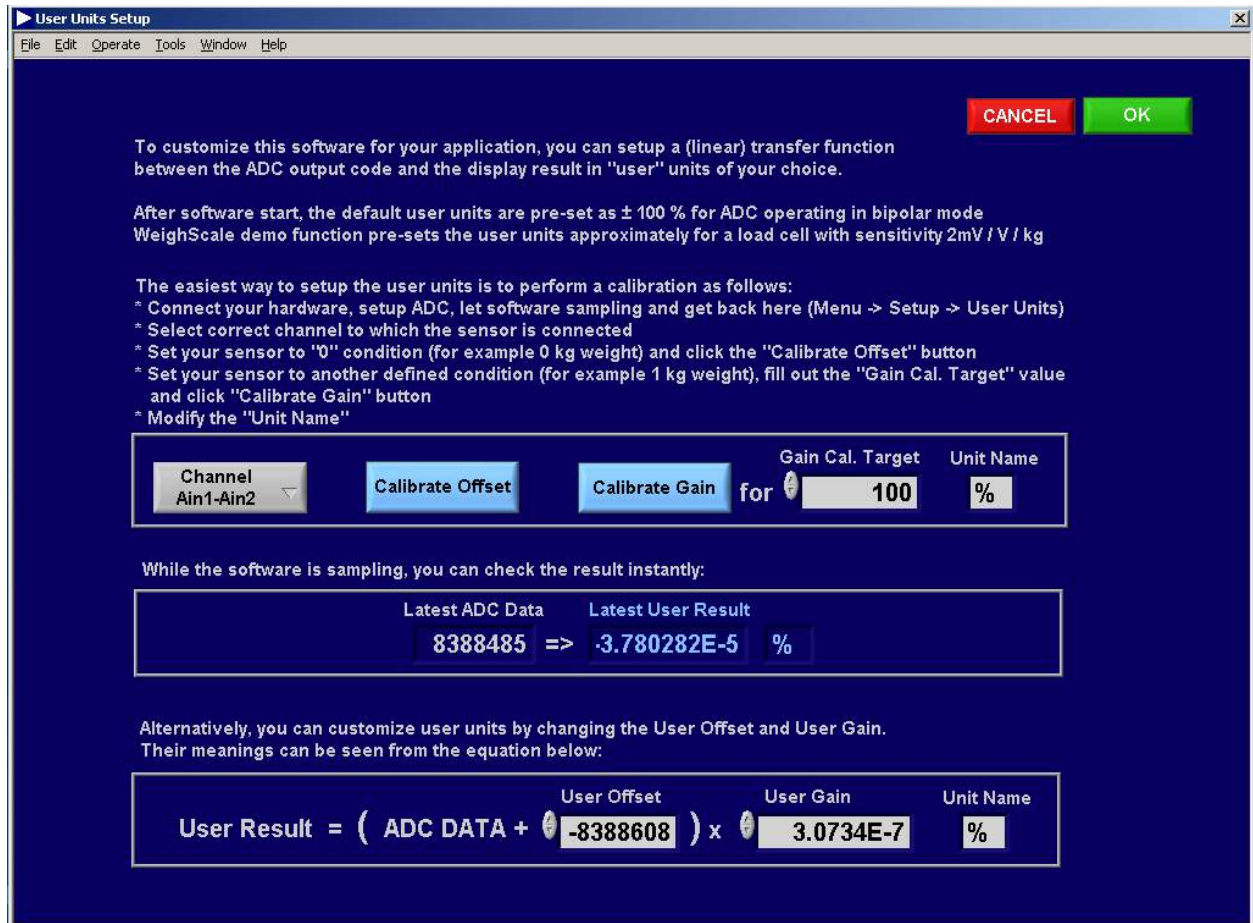 User Units Setup
File Edit Operate Tools Window Help
CANCEL OK
To customize this software for your application, you can setup a (linear) transfer function
between the ADC output code and the display result in "user" units of your choice.
After software start, the default user units are pre-set as ± 100 % for ADC operating in bipolar mode
WeighScale demo function pre-sets the user units approximately for a load cell with sensitivity 2mV / V / kg
The easiest way to setup the user units is to perform a calibration as follows:
* Connect your hardware, setup ADC, let software sampling and get back here (Menu -> Setup -> User Units)
* Select correct channel to which the sensor is connected
* Set your sensor to "0" condition (for example 0 kg weight) and click the "Calibrate Offset" button
* Set your sensor to another defined condition (for example 1 kg weight), fill out the "Gain Cal. Target" value
and click "Calibrate Gain" button
* Modify the "Unit Name"
Gain Cal. Target Unit Name
Channel
Ain1-Ain2
Calibrate Offset Calibrate Gain for 100 %
While the software is sampling, you can check the result instantly:
Latest ADC Data Latest User Result
8388485 => -3.780282E-5 %
Alternatively, you can customize user units by changing the User Offset and User Gain.
Their meanings can be seen from the equation below:
User Offset User Gain Unit Name
User Result = ( ADC DATA + -8388608 ) x 3.0734E-7 %